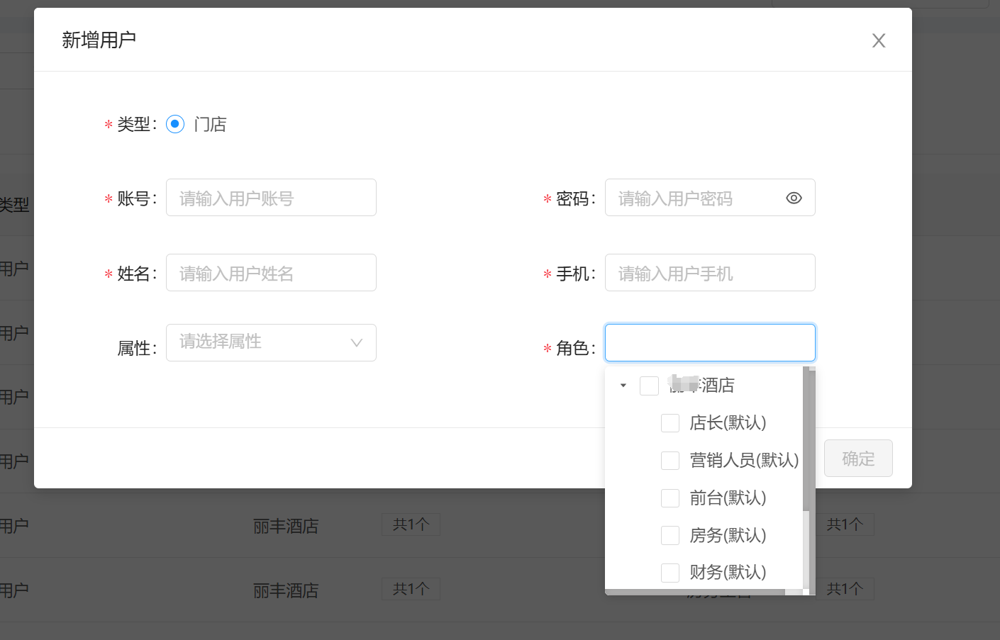 新增用户
* 类型： 门店
* 账号： 请输入用户账号
* 密码： 请输入用户密码
* 姓名： 请输入用户姓名
* 手机： 请输入用户手机
属性： 请选择属性
* 角色：
酒店
店长(默认)
营销人员(默认)
前台(默认)
房务(默认)
财务(默认)
确定
类型
用户
用户
用户
用户
用户 丽丰酒店 共1个 共1个
用户 丽丰酒店 共1个 共1个